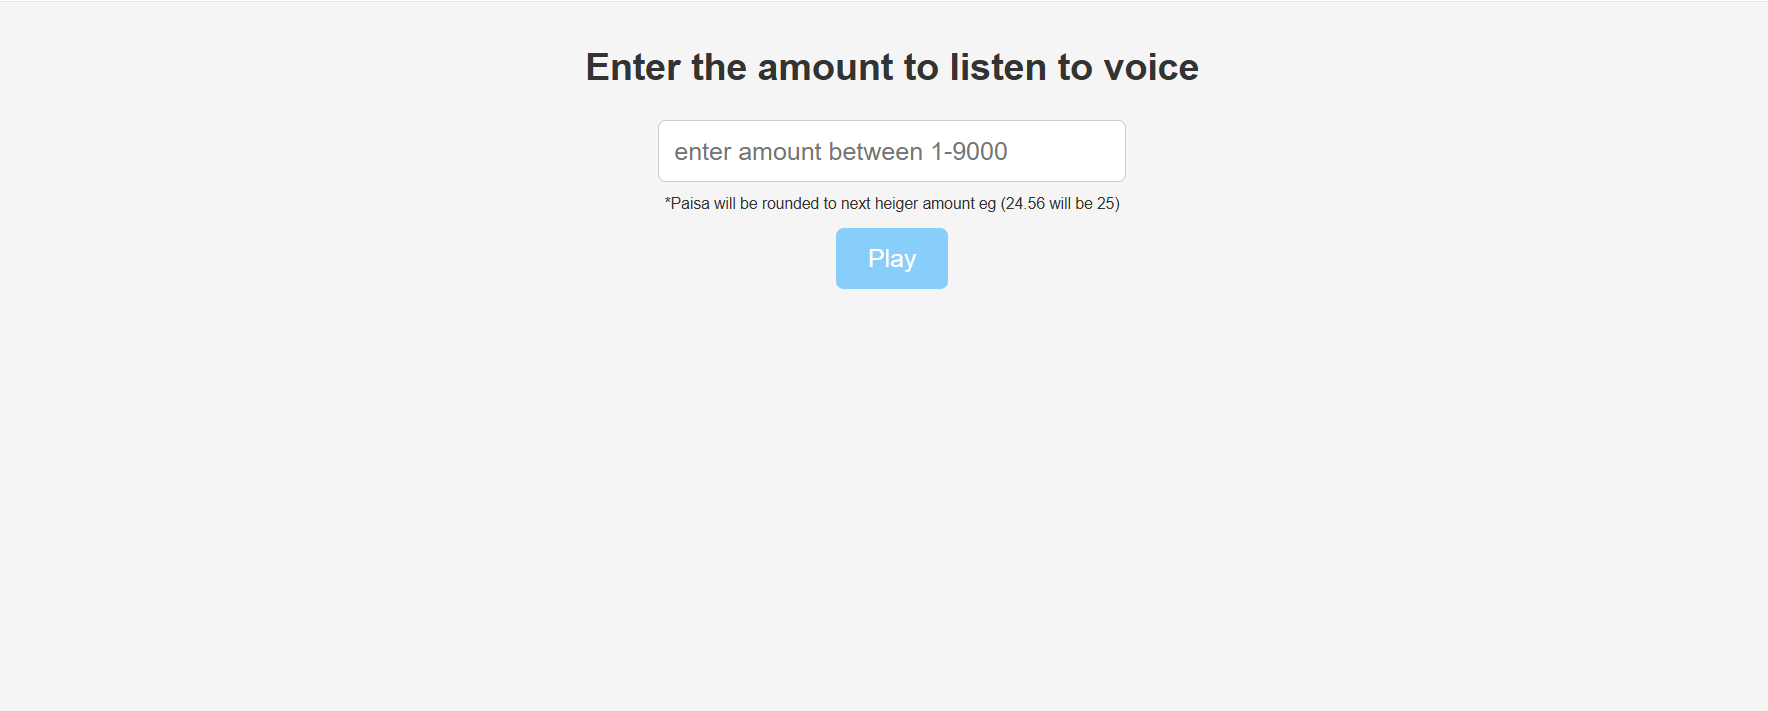 Enter the amount to listen to voice
enter amount between 1-9000
*Paisa will be rounded to next heiger amount eg (24.56 will be 25)
Play